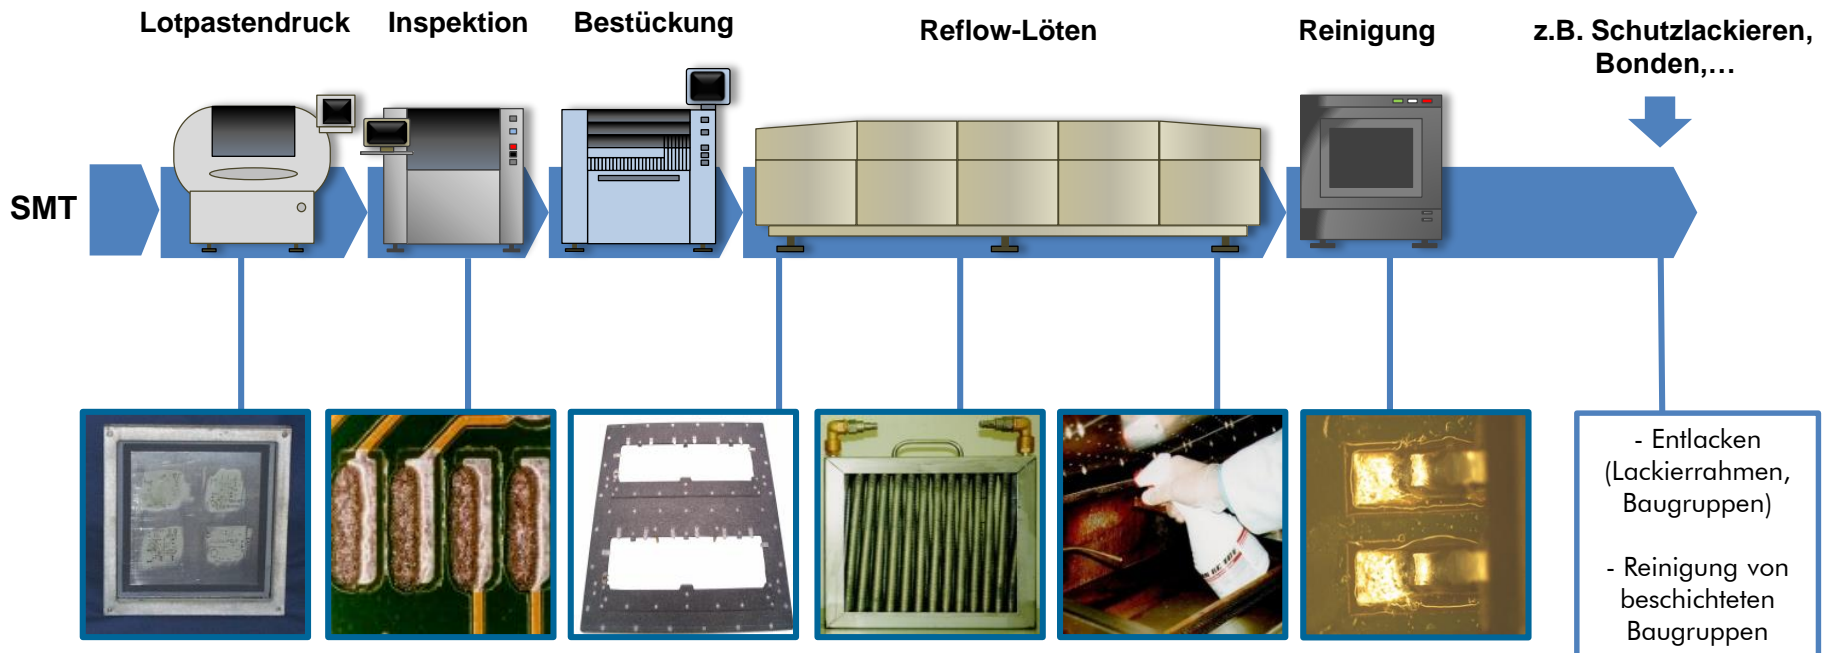 Lotpastendruck
Inspektion
Bestückung
Reflow-Löten
Reinigung
z.B. Schutzlackieren,
Bonden,…
SMT
- Entlacken
(Lackierrahmen,
Baugruppen)
- Reinigung von
beschichteten
Baugruppen